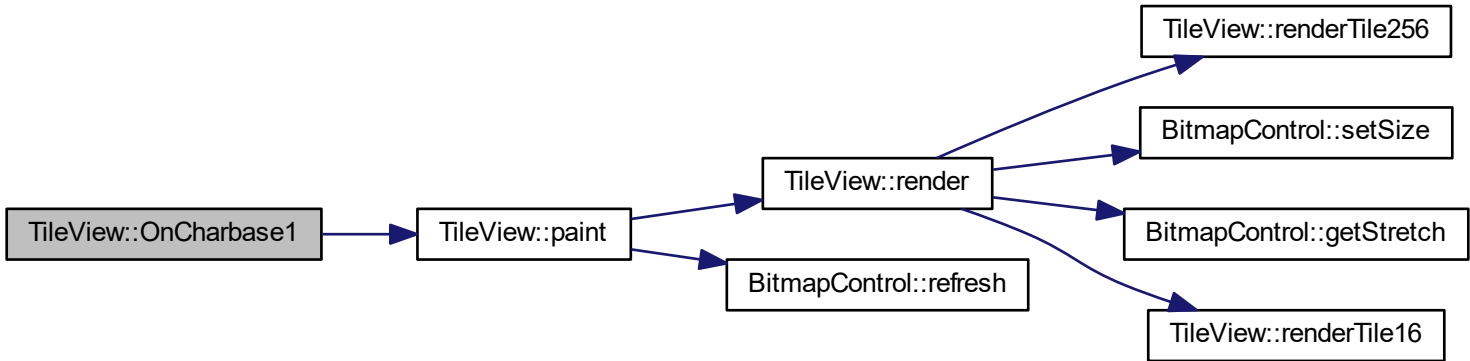 TileView::OnCharbase1
TileView::paint
TileView::render
BitmapControl::refresh
TileView::renderTile256
BitmapControl::setSize
BitmapControl::getStretch
TileView::renderTile16